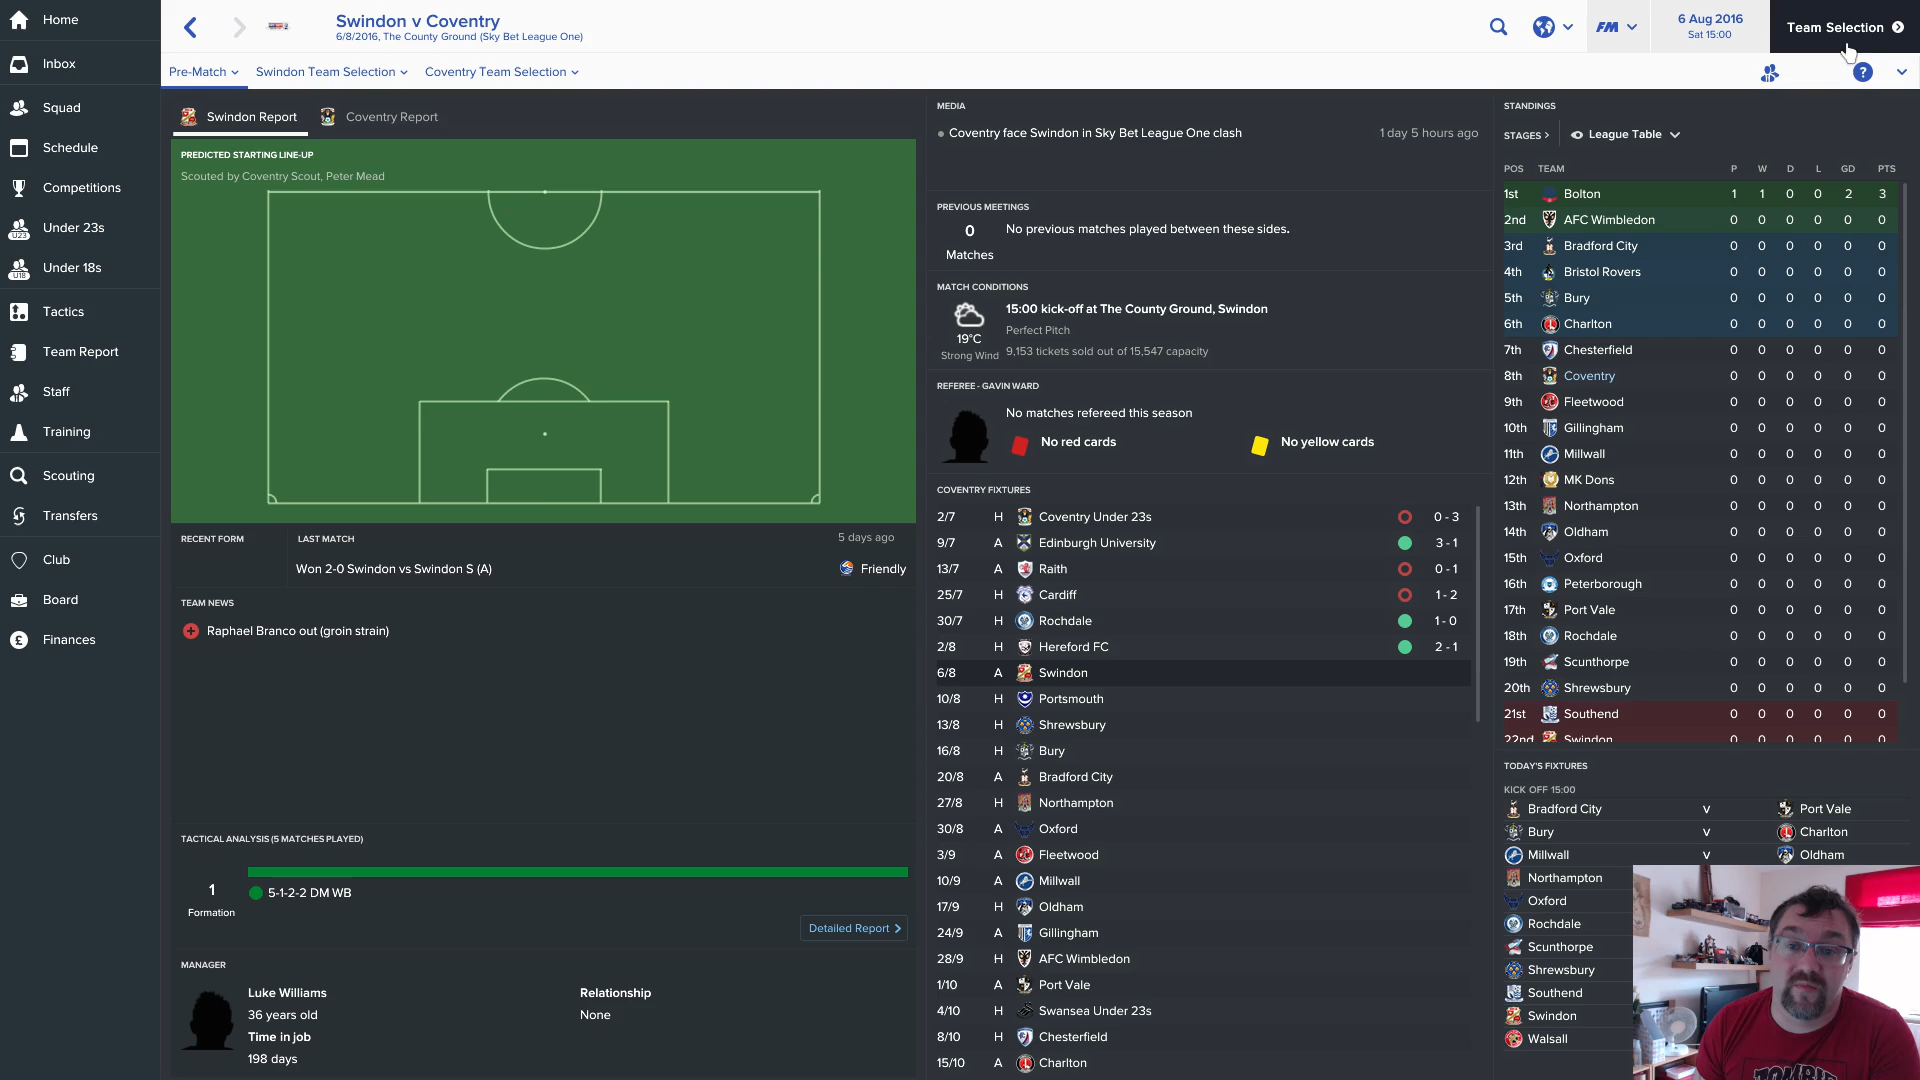 Home
Inbox
Squad
Schedule
Competitions
Under 23s
Under 18s
Tactics
Team Report
Staff
Training
Scouting
Transfers
Club
Board
Finances
Swindon v Coventry
6/8/2016, The County Ground (Sky Bet League One)
FM
6 Aug 2016
Sat 15:00
Team Selection
Pre-Match
Swindon Team Selection
Coventry Team Selection
?
Swindon Report
Coventry Report
PREDICTED STARTING LINE-UP
Scouted by Coventry Scout, Peter Mead
RECENT FORM
LAST MATCH
5 days ago
Won 2-0 Swindon vs Swindon S (A)
Friendly
TEAM NEWS
Raphael Branco out (groin strain)
TACTICAL ANALYSIS (5 MATCHES PLAYED)
1
Formation
5-1-2-2 DM WB
Detailed Report
MANAGER
Luke Williams
36 years old
Time in job
198 days
Relationship
None
MEDIA
Coventry face Swindon in Sky Bet League One clash
1 day 5 hours ago
PREVIOUS MEETINGS
0
Matches
No previous matches played between these sides.
MATCH CONDITIONS
19°C
Strong Wind
15:00 kick-off at The County Ground, Swindon
Perfect Pitch
9,153 tickets sold out of 15,547 capacity
REFEREE - GAVIN WARD
No matches refereed this season
No red cards
No yellow cards
COVENTRY FIXTURES
2/7 H Coventry Under 23s 0 - 3
9/7 A Edinburgh University 3 - 1
13/7 A Raith 0 - 1
25/7 H Cardiff 1 - 2
30/7 H Rochdale 1 - 0
2/8 H Hereford FC 2 - 1
6/8 A Swindon
10/8 H Portsmouth
13/8 H Shrewsbury
16/8 H Bury
20/8 A Bradford City
27/8 H Northampton
30/8 A Oxford
3/9 A Fleetwood
10/9 A Millwall
17/9 H Oldham
24/9 A Gillingham
28/9 H AFC Wimbledon
1/10 A Port Vale
4/10 H Swansea Under 23s
8/10 H Chesterfield
15/10 A Charlton
STANDINGS
STAGES >
League Table
POS TEAM P W D L GD PTS
1st Bolton 1 1 0 0 2 3
2nd AFC Wimbledon 0 0 0 0 0 0
3rd Bradford City 0 0 0 0 0 0
4th Bristol Rovers 0 0 0 0 0 0
5th Bury 0 0 0 0 0 0
6th Charlton 0 0 0 0 0 0
7th Chesterfield 0 0 0 0 0 0
8th Coventry 0 0 0 0 0 0
9th Fleetwood 0 0 0 0 0 0
10th Gillingham 0 0 0 0 0 0
11th Millwall 0 0 0 0 0 0
12th MK Dons 0 0 0 0 0 0
13th Northampton 0 0 0 0 0 0
14th Oldham 0 0 0 0 0 0
15th Oxford 0 0 0 0 0 0
16th Peterborough 0 0 0 0 0 0
17th Port Vale 0 0 0 0 0 0
18th Rochdale 0 0 0 0 0 0
19th Scunthorpe 0 0 0 0 0 0
20th Shrewsbury 0 0 0 0 0 0
21st Southend 0 0 0 0 0 0
22nd Swindon 0 0 0 0 0 0
TODAY'S FIXTURES
KICK OFF 15:00
Bradford City v Port Vale
Bury v Charlton
Millwall v Oldham
Northampton
Oxford
Rochdale
Scunthorpe
Shrewsbury
Southend
Swindon
Walsall